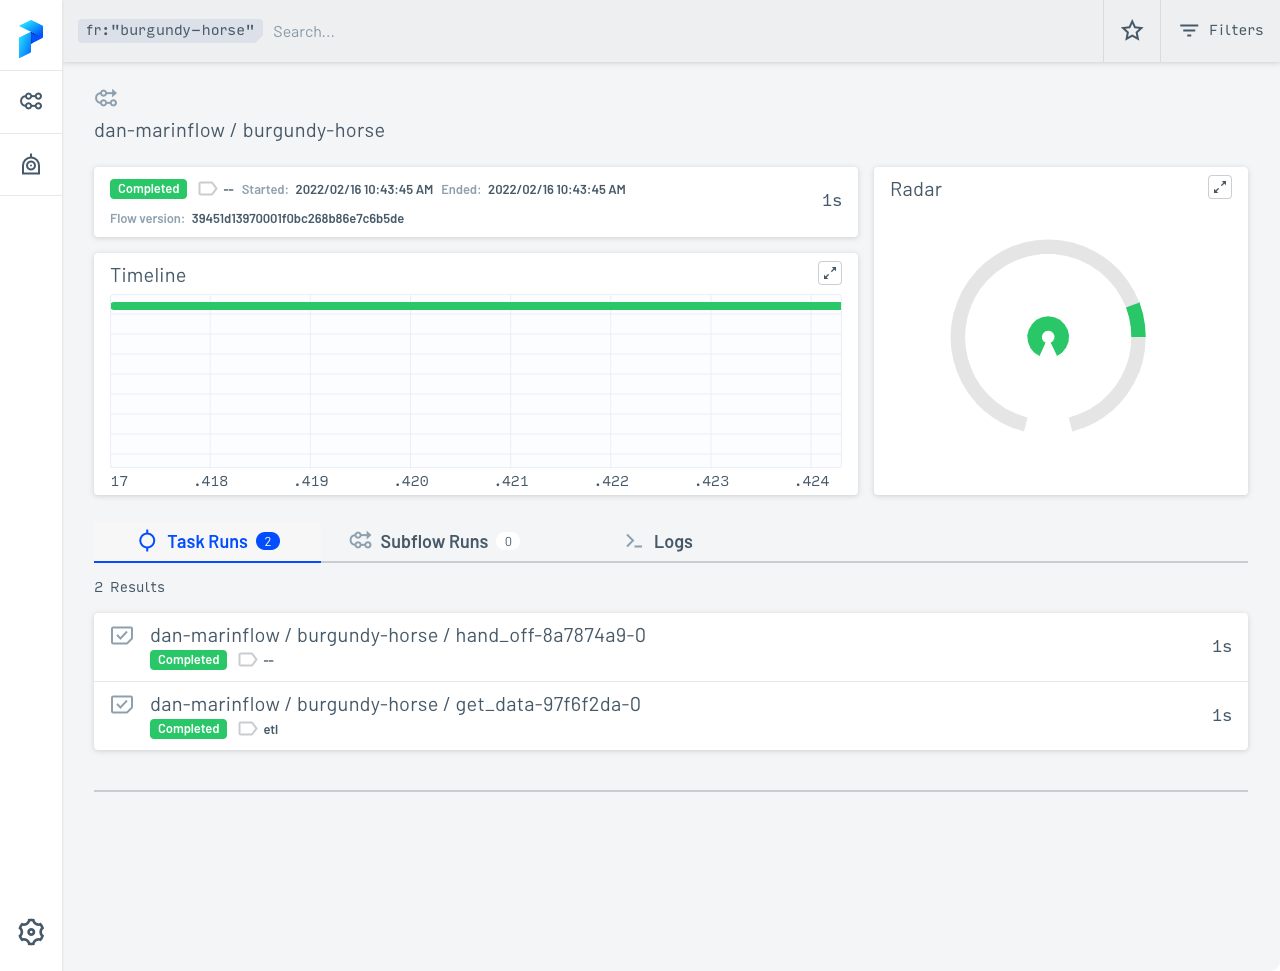 fr:"burgundy-horse" Search... Filters
dan-marinflow / burgundy-horse
Completed -- Started: 2022/02/16 10:43:45 AM Ended: 2022/02/16 10:43:45 AM
Flow version: 39451d13970001f0bc268b86e7c6b5de
1s
Radar
Timeline
17 .418 .419 .420 .421 .422 .423 .424
Task Runs 2 Subflow Runs 0 Logs
2 Results
dan-marinflow / burgundy-horse / hand_off-8a7874a9-0
Completed --
1s
dan-marinflow / burgundy-horse / get_data-97f6f2da-0
Completed etl
1s